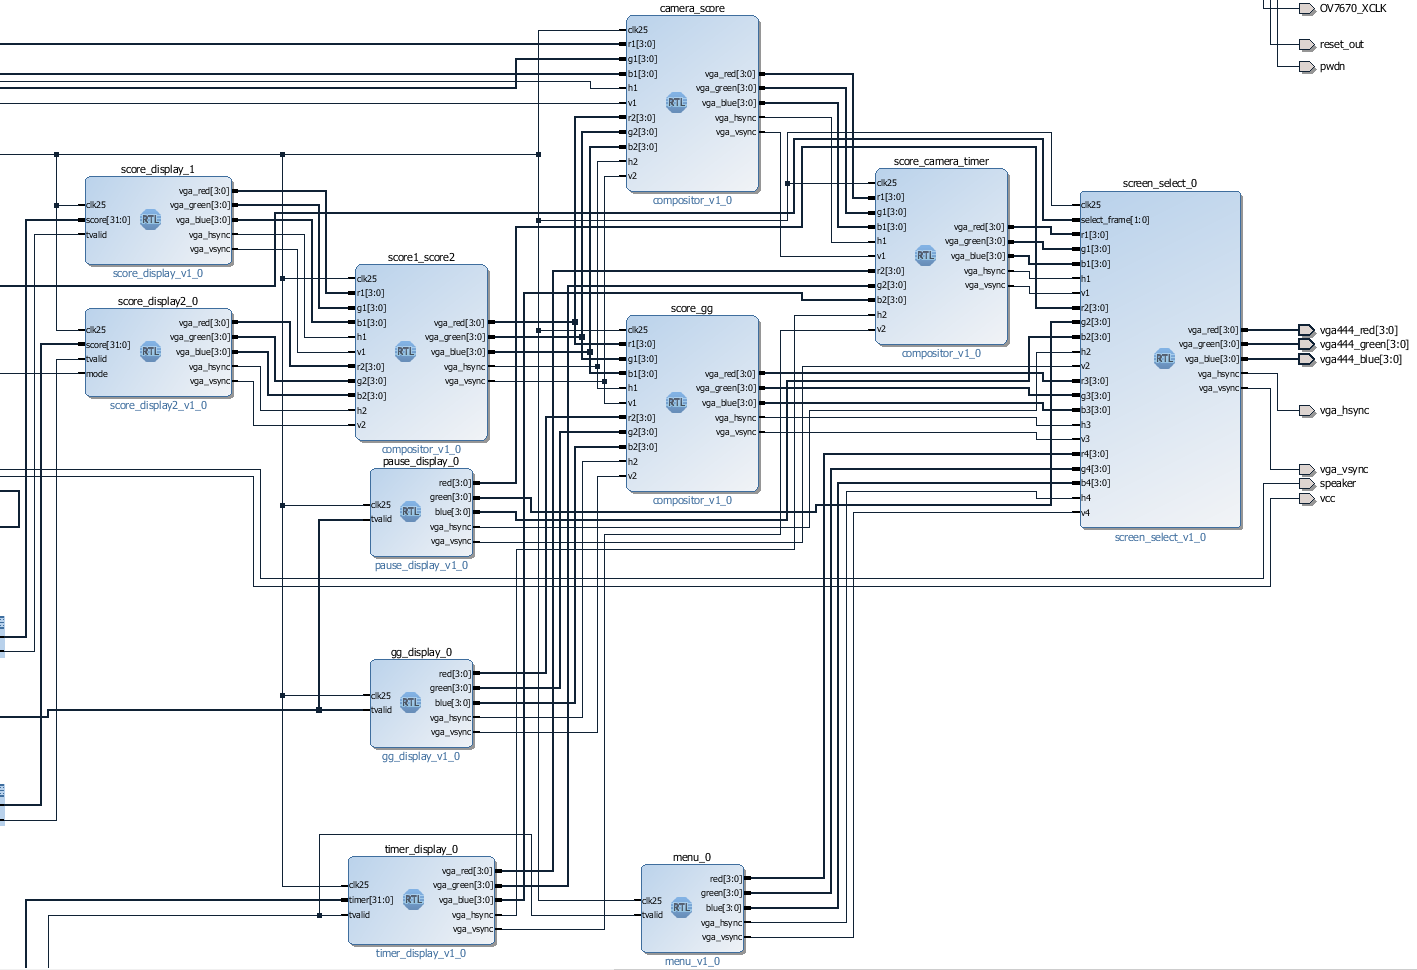 camera_score
clk25
r1[3:0]
g1[3:0]
b1[3:0]
h1
v1
r2[3:0]
g2[3:0]
b2[3:0]
h2
v2
vga_red[3:0]
vga_green[3:0]
vga_blue[3:0]
vga_hsync
vga_vsync
RTL
compositor_v1_0
OV7670_XCLK
reset_out
pwdn
score_display_1
clk25
score[31:0]
tvalid
vga_red[3:0]
vga_green[3:0]
vga_blue[3:0]
vga_hsync
vga_vsync
RTL
score_display_v1_0
score_camera_timer
clk25
r1[3:0]
g1[3:0]
b1[3:0]
h1
v1
r2[3:0]
g2[3:0]
b2[3:0]
h2
v2
vga_red[3:0]
vga_green[3:0]
vga_blue[3:0]
vga_hsync
vga_vsync
RTL
compositor_v1_0
screen_select_0
clk25
select_frame[1:0]
r1[3:0]
g1[3:0]
b1[3:0]
h1
v1
r2[3:0]
g2[3:0]
b2[3:0]
h2
v2
r3[3:0]
g3[3:0]
b3[3:0]
h3
v3
r4[3:0]
g4[3:0]
b4[3:0]
h4
v4
vga_red[3:0]
vga_green[3:0]
vga_blue[3:0]
vga_hsync
vga_vsync
RTL
screen_select_v1_0
vga444_red[3:0]
vga444_green[3:0]
vga444_blue[3:0]
vga_hsync
vga_vsync
speaker
vcc
score_display2_0
clk25
score[31:0]
tvalid
mode
vga_red[3:0]
vga_green[3:0]
vga_blue[3:0]
vga_hsync
vga_vsync
RTL
score_display2_v1_0
score1_score2
clk25
r1[3:0]
g1[3:0]
b1[3:0]
h1
v1
r2[3:0]
g2[3:0]
b2[3:0]
h2
v2
vga_red[3:0]
vga_green[3:0]
vga_blue[3:0]
vga_hsync
vga_vsync
RTL
compositor_v1_0
score_gg
clk25
r1[3:0]
g1[3:0]
b1[3:0]
h1
v1
r2[3:0]
g2[3:0]
b2[3:0]
h2
v2
vga_red[3:0]
vga_green[3:0]
vga_blue[3:0]
vga_hsync
vga_vsync
RTL
compositor_v1_0
pause_display_0
clk25
tvalid
red[3:0]
green[3:0]
blue[3:0]
vga_hsync
vga_vsync
RTL
pause_display_v1_0
gg_display_0
clk25
tvalid
red[3:0]
green[3:0]
blue[3:0]
vga_hsync
vga_vsync
RTL
gg_display_v1_0
timer_display_0
clk25
timer[31:0]
tvalid
vga_red[3:0]
vga_green[3:0]
vga_blue[3:0]
vga_hsync
vga_vsync
RTL
timer_display_v1_0
menu_0
clk25
tvalid
red[3:0]
green[3:0]
blue[3:0]
vga_hsync
vga_vsync
RTL
menu_v1_0